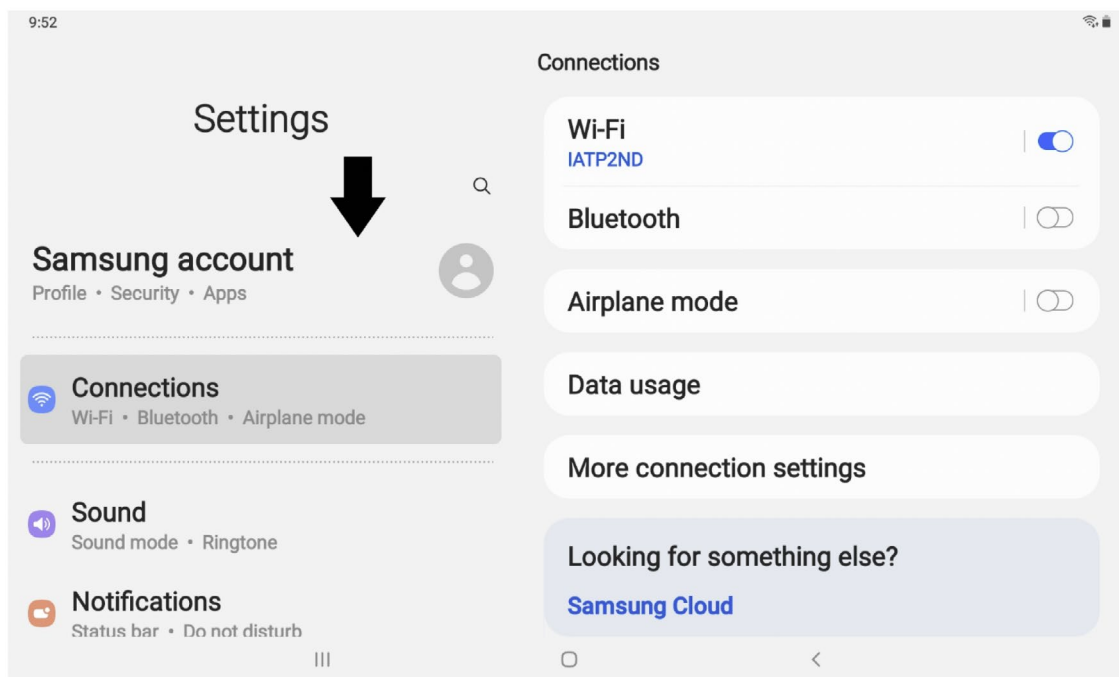 9:52
Settings
Samsung account
Profile • Security • Apps
Connections
Wi-Fi • Bluetooth • Airplane mode
Sound
Sound mode • Ringtone
Notifications
Status bar • Do not disturb
Connections
Wi-Fi
IATP2ND
Bluetooth
Airplane mode
Data usage
More connection settings
Looking for something else?
Samsung Cloud